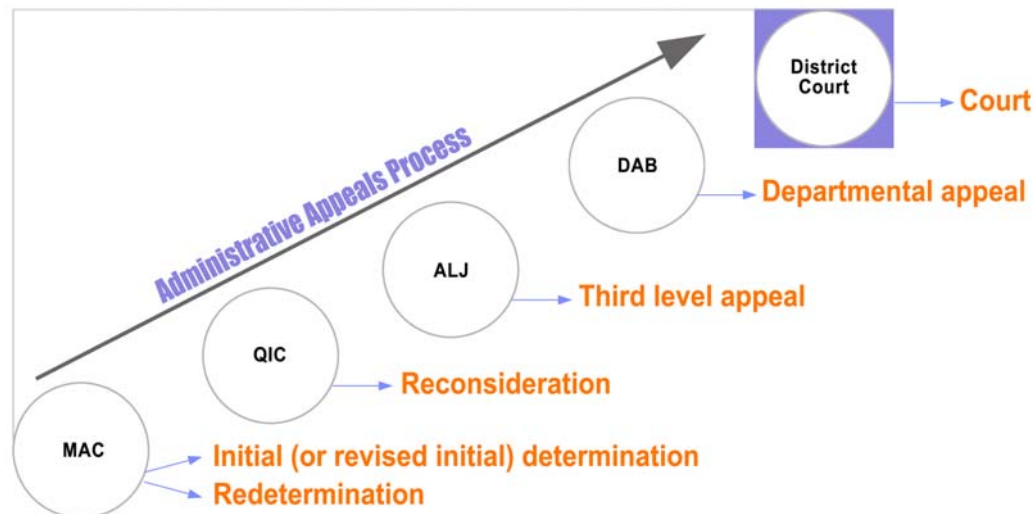 District
Court
Court
DAB
Departmental appeal
Administrative Appeals Process
ALJ
Third level appeal
QIC
Reconsideration
MAC
Initial (or revised initial) determination
Redetermination